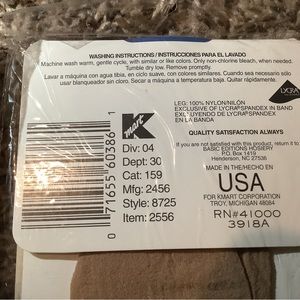 WASHING INSTRUCTIONS / INSTRUCCIONES PARA EL LAVADO
Machine wash warm, gentle cycle, with similar or like colors. Only non-chlorine bleach, when needed.
Tumble dry low. Remove promptly.
Lavar a máquina con agua tibia, en ciclo suave, con colores similares. Cuando sea necesario sólo
usar blanqueador sin cloro. Secar a máquina a temperatura baja. Quitar rápidamente.
LYCRA
LEG: 100% NYLON/NILÓN
EXCLUSIVE OF LYCRA SPANDEX IN BAND
EXCLUYENDO DE LYCRA SPANDEX
EN LA BANDA
QUALITY SATISFACTION ALWAYS
If you are not satisfied with this product, return it to
BASIC EDITIONS HOSIERY
P.O. Box 1419
Henderson, NC 27536
MADE IN THE/HECHO EN
USA
FOR KMART CORPORATION
TROY, MICHIGAN 48084
RN#41000
3918A
K
mart
Div: 04
Dept: 30
Cat: 159
Mfg: 2456
Style: 8725
Item: 2556
0 71655 60386 1